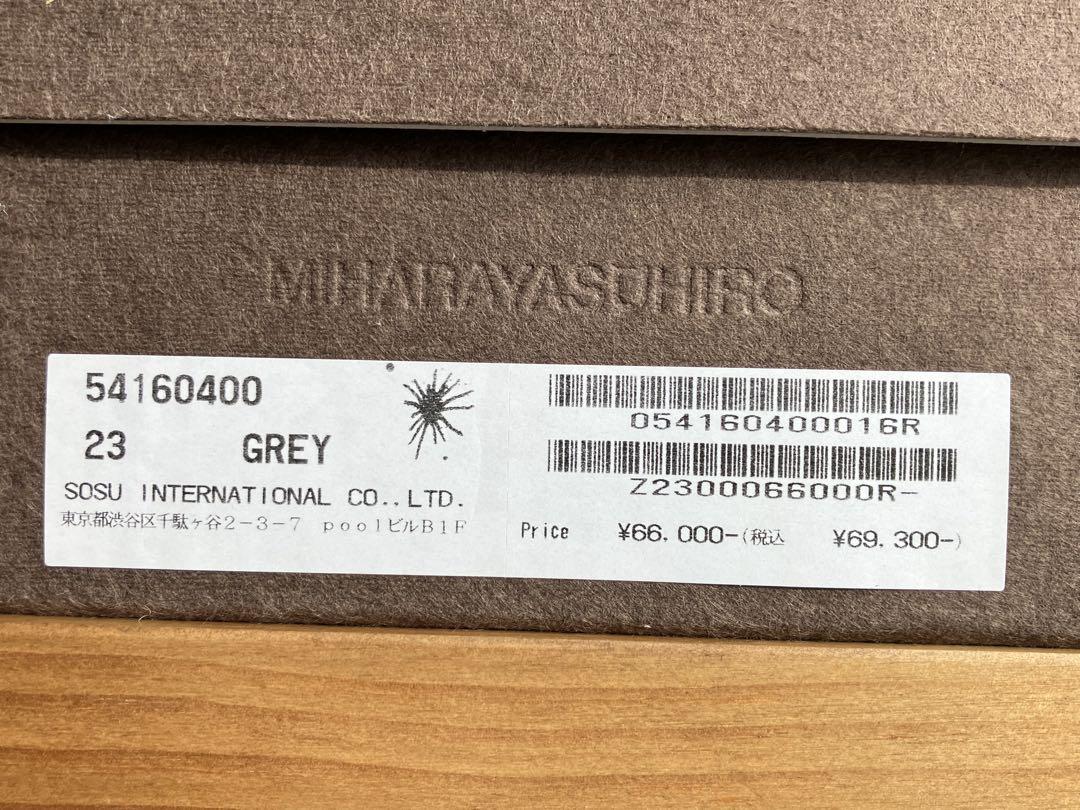 MIHARAYASUHIRO
54160400
23 GREY
SOSU INTERNATIONAL CO.,LTD.
東京都渋谷区千駄ヶ谷2-3-7 poolビルB1F
054160400016R
Z2300066000R-
Price ¥66,000-(税込 ¥69,300-)